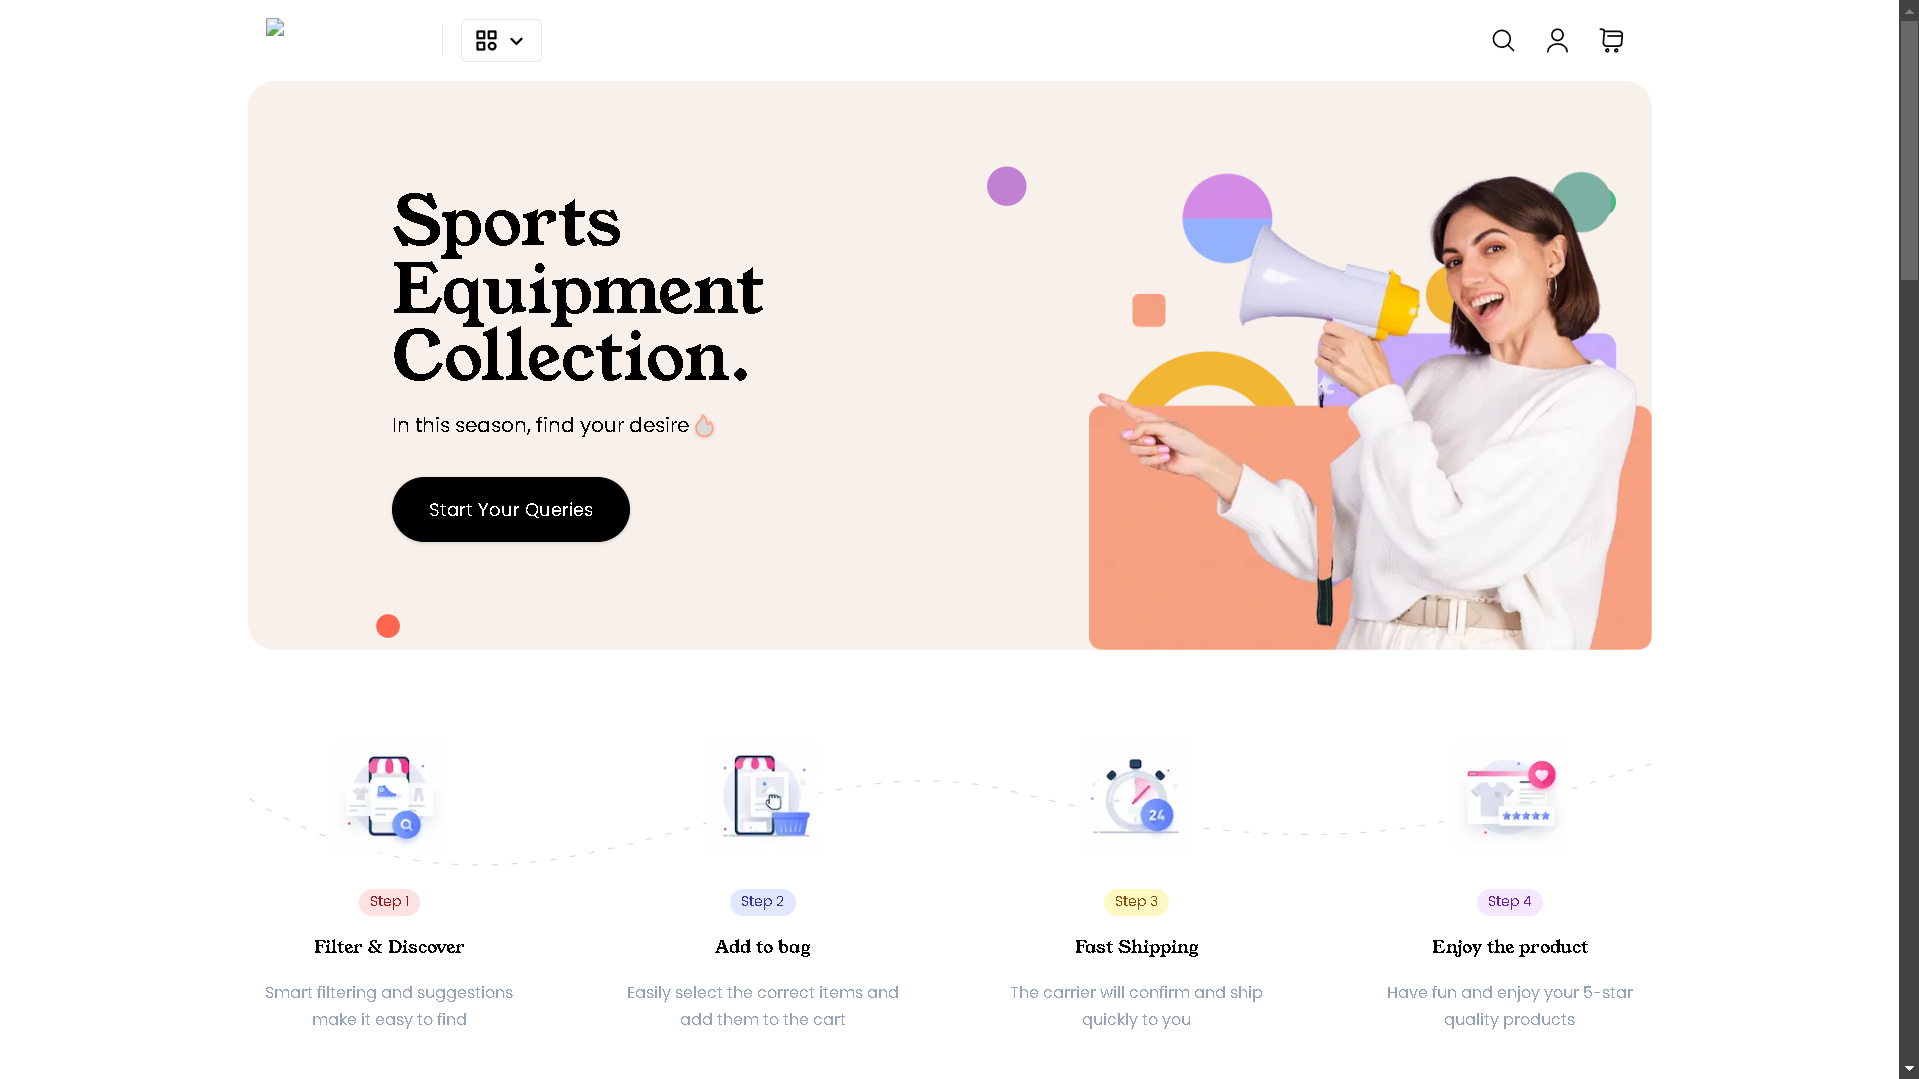 Sports
Equipment
Collection.
In this season, find your desire
Start Your Queries
24
Step 1
Step 2
Step 3
Step 4
Filter & Discover
Add to bag
Fast Shipping
Enjoy the product
Smart filtering and suggestions
make it easy to find
Easily select the correct items and
add them to the cart
The carrier will confirm and ship
quickly to you
Have fun and enjoy your 5-star
quality products